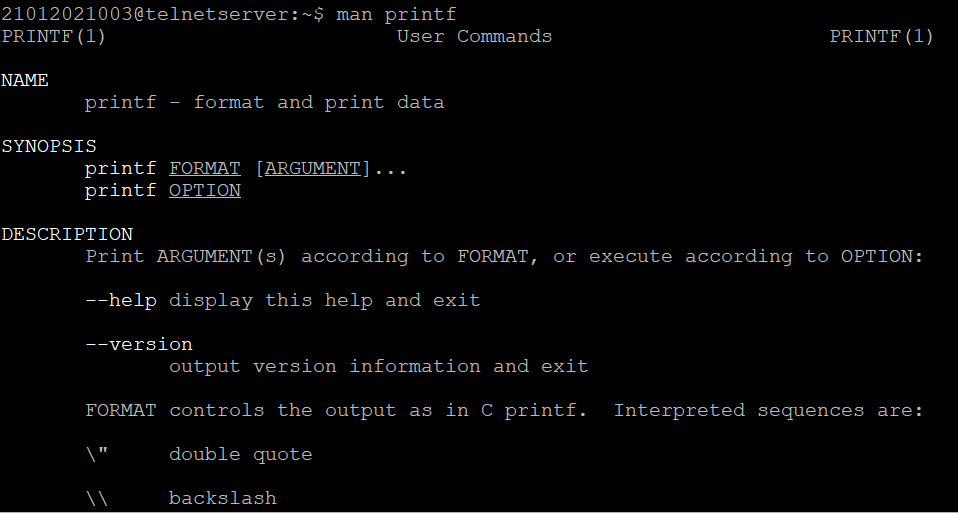 21012021003@telnetserver:~$ man printf
PRINTF(1) User Commands PRINTF(1)
NAME
printf - format and print data
SYNOPSIS
printf FORMAT [ARGUMENT]...
printf OPTION
DESCRIPTION
Print ARGUMENT(s) according to FORMAT, or execute according to OPTION:
--help display this help and exit
--version
output version information and exit
FORMAT controls the output as in C printf. Interpreted sequences are:
\" double quote
\\ backslash